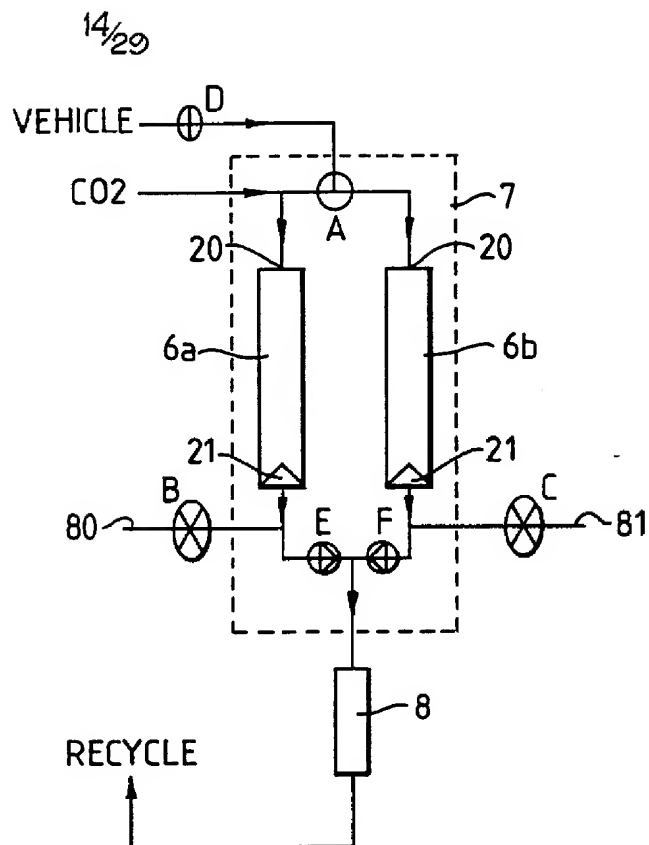 14/29
VEHICLE D
CO2 7
A
20 20
6a 6b
21 21
B C
80 E F 81
8
RECYCLE